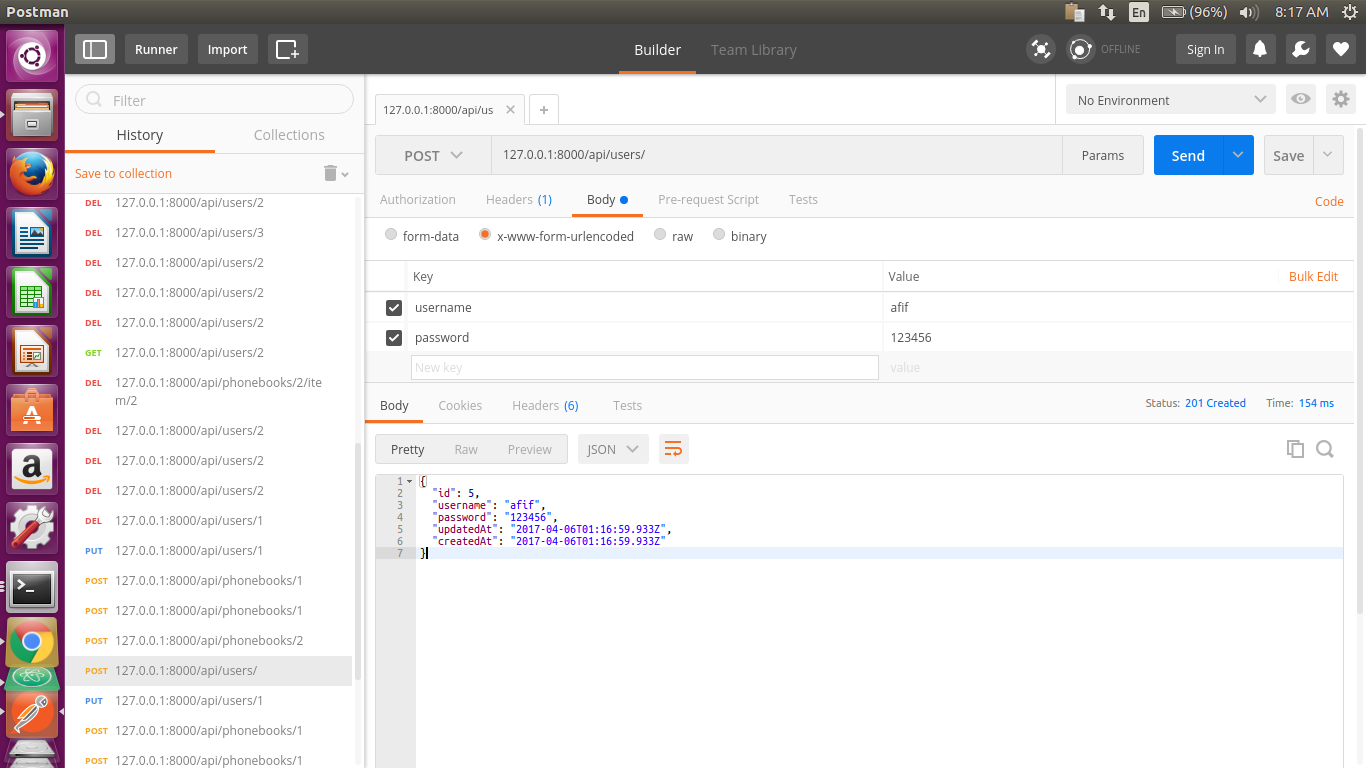 Postman
En
(96%)
8:17 AM
Runner
Import
Builder
Team Library
OFFLINE
Sign In
Filter
History
Collections
Save to collection
DEL 127.0.0.1:8000/api/users/2
DEL 127.0.0.1:8000/api/users/3
DEL 127.0.0.1:8000/api/users/2
DEL 127.0.0.1:8000/api/users/2
DEL 127.0.0.1:8000/api/users/2
GET 127.0.0.1:8000/api/users/2
DEL 127.0.0.1:8000/api/phonebooks/2/ite
m/2
DEL 127.0.0.1:8000/api/users/2
DEL 127.0.0.1:8000/api/users/2
DEL 127.0.0.1:8000/api/users/2
DEL 127.0.0.1:8000/api/users/1
PUT 127.0.0.1:8000/api/users/1
POST 127.0.0.1:8000/api/phonebooks/1
POST 127.0.0.1:8000/api/phonebooks/1
POST 127.0.0.1:8000/api/phonebooks/2
POST 127.0.0.1:8000/api/users/
PUT 127.0.0.1:8000/api/users/1
POST 127.0.0.1:8000/api/phonebooks/1
POST 127.0.0.1:8000/api/phonebooks/1
127.0.0.1:8000/api/us
No Environment
POST
127.0.0.1:8000/api/users/
Params
Send
Save
Authorization
Headers (1)
Body
Pre-request Script
Tests
Code
form-data
x-www-form-urlencoded
raw
binary
Key
Value
Bulk Edit
username
afif
password
123456
New key
value
Body
Cookies
Headers (6)
Tests
Status: 201 Created
Time: 154 ms
Pretty
Raw
Preview
JSON
1 {
2 "id": 5,
3 "username": "afif",
4 "password": "123456",
5 "updatedAt": "2017-04-06T01:16:59.933Z",
6 "createdAt": "2017-04-06T01:16:59.933Z"
7 }